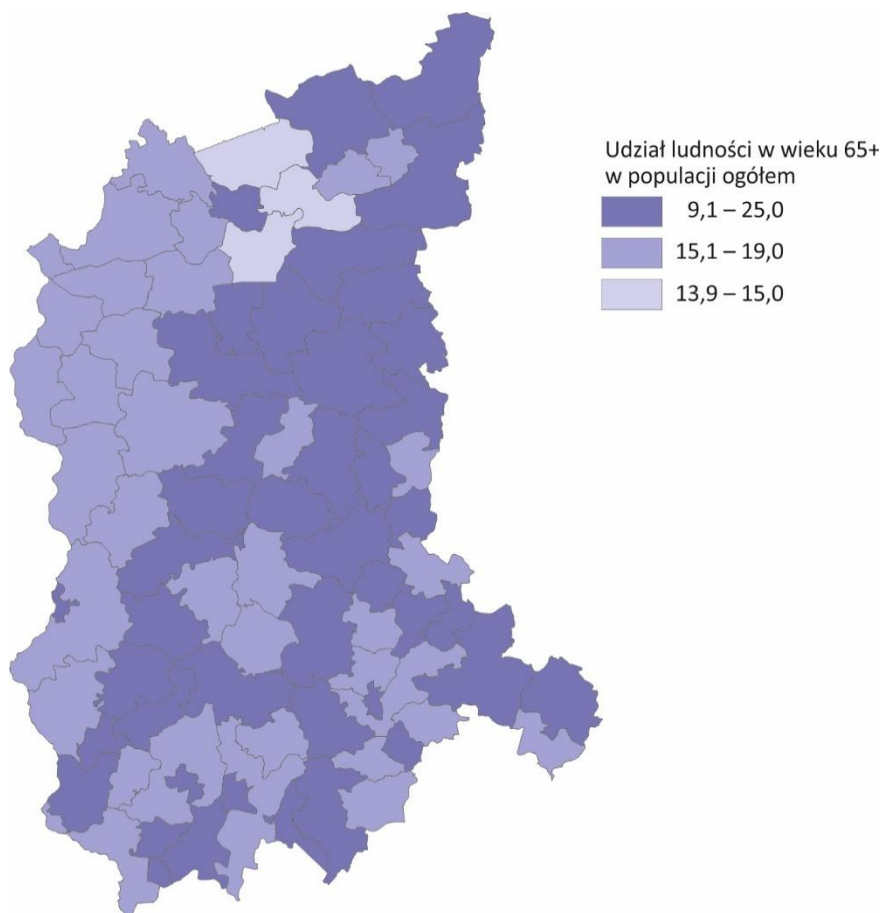 Udział ludności w wieku 65+
w populacji ogółem
9,1 – 25,0
15,1 – 19,0
13,9 – 15,0